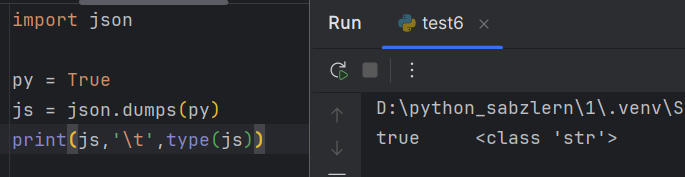 import json
py = True
js = json.dumps(py)
print(js,'\t',type(js))
Run
test6
D:\python_sabzlern\1\.venv\S
true <class 'str'>